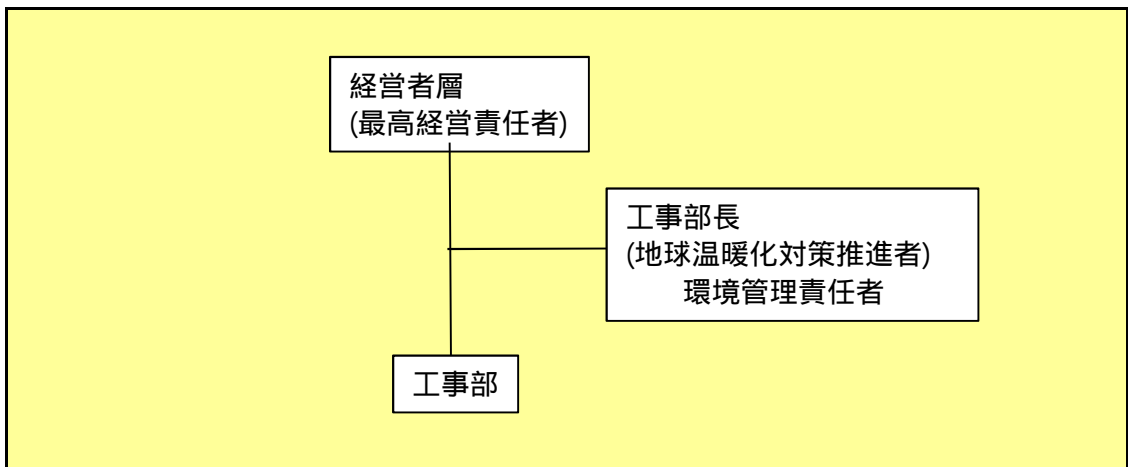 経営者層
(最高経営責任者)
工事部長
(地球温暖化対策推進者)
環境管理責任者
工事部